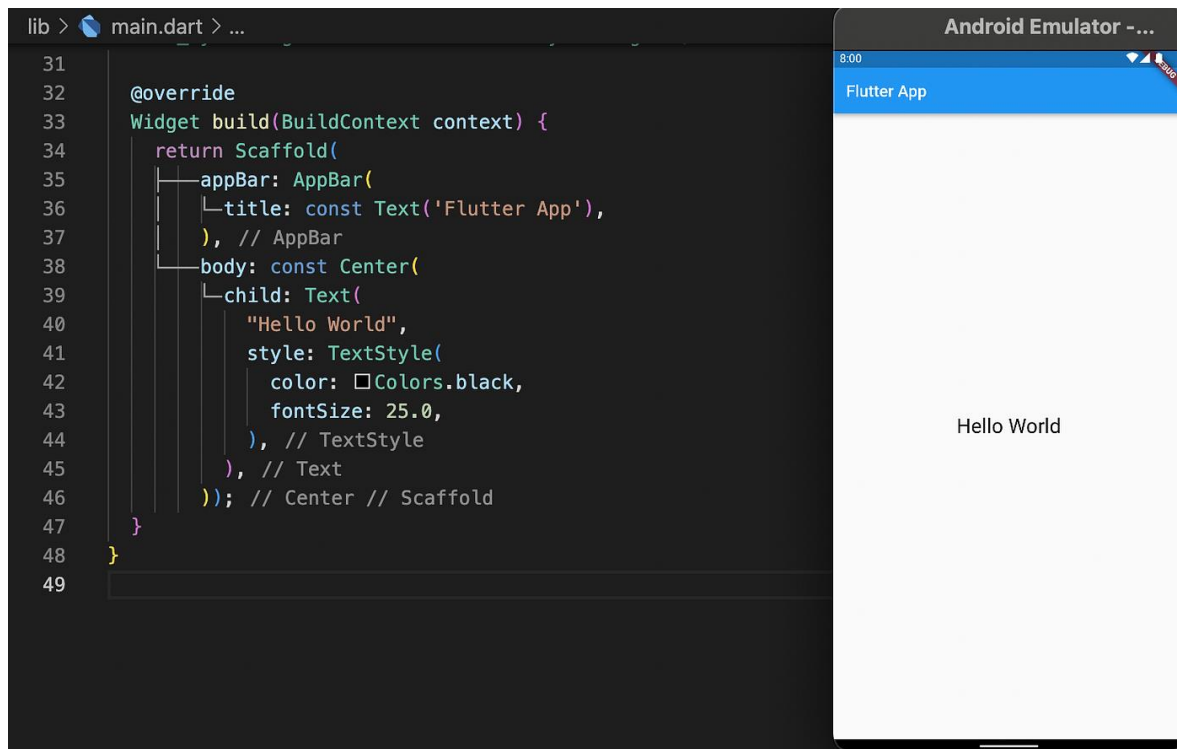 lib > main.dart > ...
31
32 @override
33 Widget build(BuildContext context) {
34 return Scaffold(
35 appBar: AppBar(
36 title: const Text('Flutter App'),
37 ), // AppBar
38 body: const Center(
39 child: Text(
40 "Hello World",
41 style: TextStyle(
42 color: Colors.black,
43 fontSize: 25.0,
44 ), // TextStyle
45 ), // Text
46 )); // Center // Scaffold
47 }
48 }
49
Android Emulator -...
8:00
DEBUG
Flutter App
Hello World